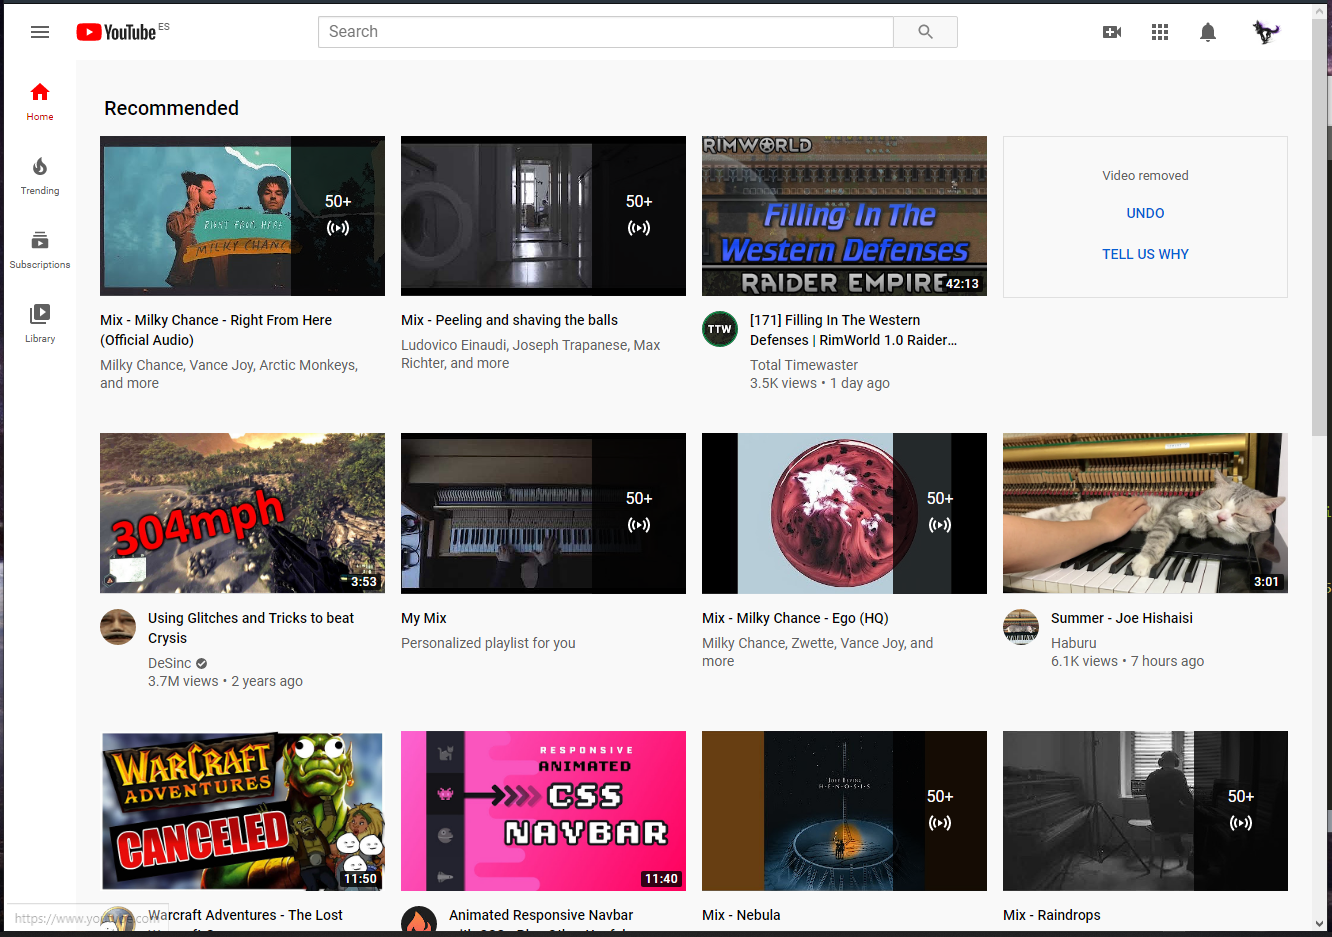 YouTube ES
Search
Home
Trending
Subscriptions
Library
Recommended
RIGHT FROM HERE
MILKY CHANCE
50+
Mix - Milky Chance - Right From Here
(Official Audio)
Milky Chance, Vance Joy, Arctic Monkeys,
and more
50+
Mix - Peeling and shaving the balls
Ludovico Einaudi, Joseph Trapanese, Max
Richter, and more
RIMWORLD
Filling In The
Western Defenses
RAIDER EMPIRE
42:13
TTW
[171] Filling In The Western
Defenses | RimWorld 1.0 Raider…
Total Timewaster
3.5K views • 1 day ago
Video removed
UNDO
TELL US WHY
304mph
3:53
Using Glitches and Tricks to beat
Crysis
DeSinc
3.7M views • 2 years ago
50+
My Mix
Personalized playlist for you
50+
Mix - Milky Chance - Ego (HQ)
Milky Chance, Zwette, Vance Joy, and
more
3:01
Summer - Joe Hishaisi
Haburu
6.1K views • 7 hours ago
WARCRAFT
ADVENTURES
CANCELED
11:50
Warcraft Adventures - The Lost
RESPONSIVE
ANIMATED
CSS
NAVBAR
11:40
Animated Responsive Navbar
HENOSIS
50+
Mix - Nebula
50+
Mix - Raindrops
https://www.youtube.com